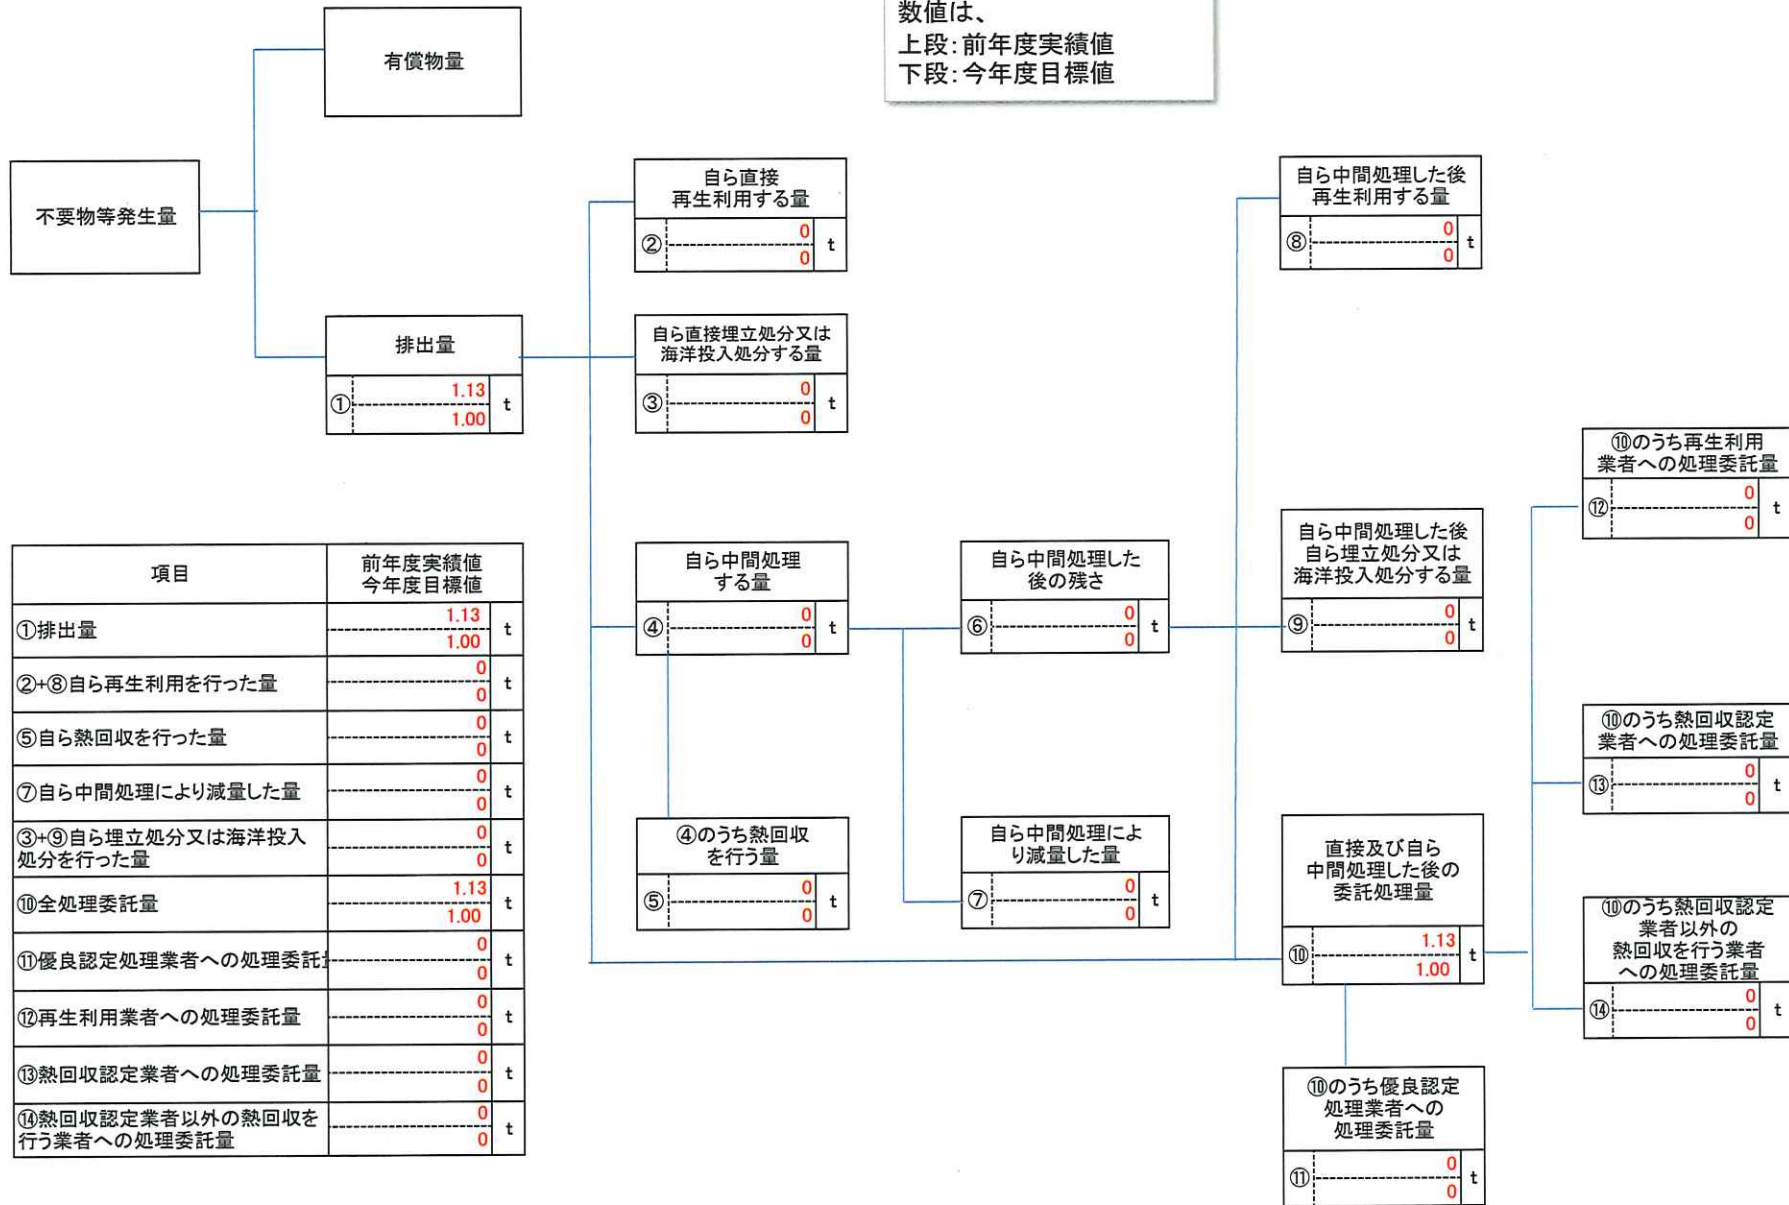 数値は、
上段：前年度実績値
下段：今年度目標値
有償物量
不要物等発生量
排出量
① 1.13 t
1.00
自ら直接
再生利用する量
② 0 t
0
自ら直接埋立処分又は
海洋投入処分する量
③ 0 t
0
自ら中間処理
する量
④ 0 t
0
④のうち熱回収
を行う量
⑤ 0 t
0
自ら中間処理した
後の残さ
⑥ 0 t
0
自ら中間処理によ
り減量した量
⑦ 0 t
0
自ら中間処理した後
再生利用する量
⑧ 0 t
0
自ら中間処理した後
自ら埋立処分又は
海洋投入処分する量
⑨ 0 t
0
直接及び自ら
中間処理した後の
委託処理量
⑩ 1.13 t
1.00
⑩のうち優良認定
処理業者への
処理委託量
⑪ 0 t
0
⑩のうち再生利用
業者への処理委託量
⑫ 0 t
0
⑩のうち熱回収認定
業者への処理委託量
⑬ 0 t
0
⑩のうち熱回収認定
業者以外の
熱回収を行う業者
への処理委託量
⑭ 0 t
0
項目 前年度実績値
今年度目標値
①排出量 1.13 t
1.00
②+⑧自ら再生利用を行った量 0 t
0
⑤自ら熱回収を行った量 0 t
0
⑦自ら中間処理により減量した量 0 t
0
③+⑨自ら埋立処分又は海洋投入 0 t
処分を行った量 0
⑩全処理委託量 1.13 t
1.00
⑪優良認定処理業者への処理委託 0 t
0
⑫再生利用業者への処理委託量 0 t
0
⑬熱回収認定業者への処理委託量 0 t
0
⑭熱回収認定業者以外の熱回収を 0 t
行う業者への処理委託量 0